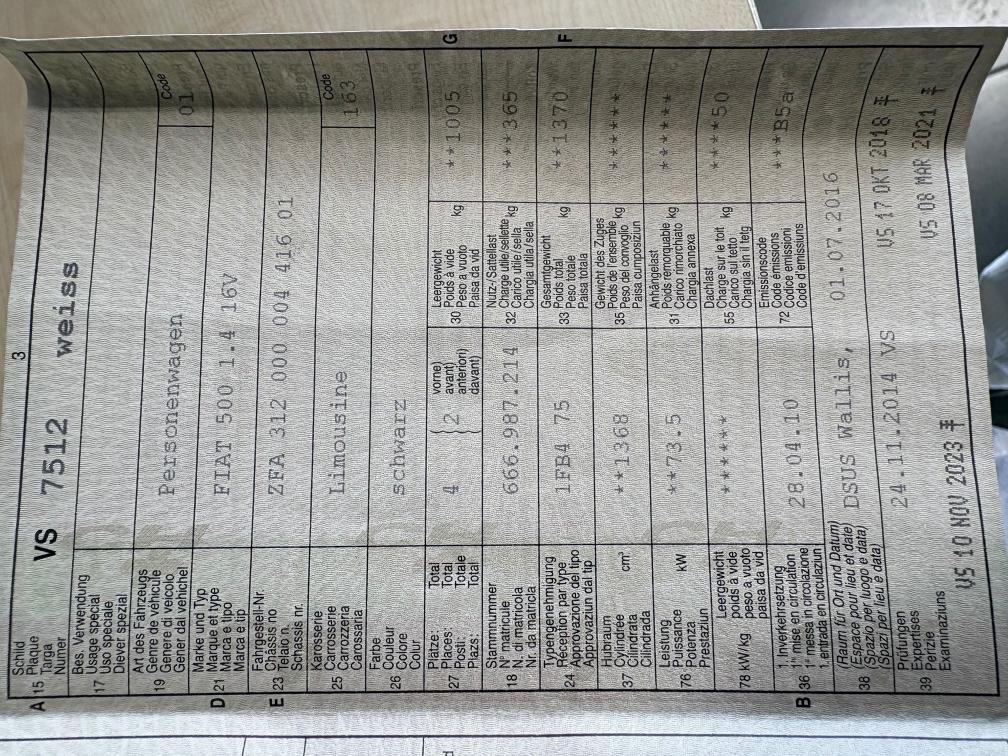 3
Schild
A 15 Plaque VS 7512 weiss
Targa
Numer
Bes. Verwendung
17 Usage spécial
Uso speciale
Diever spezial
Art des Fahrzeugs Code
19 Genre de véhicule Personenwagen 01
Genere di veicolo
Gener dal vehichel
Marke und Typ
D 21 Marque et type FIAT 500 1.4 16V
Marca e tipo
Marca e tip
Fahrgestell-Nr.
E 23 Châssis no ZFA 312 000 004 416 01
Telaio n.
Schassis nr.
Karosserie Code
25 Carrosserie Limousine 163
Carrozzeria
Carossaria
Farbe
26 Couleur schwarz
Colore
Colur
Plätze: Total vorne) Leergewicht G
27 Places: Total 4 } 2 avant) 30 Poids à vide kg **1005
Posti: Totale anteriori) Peso a vuoto
Plazs: Total davant) Paisa da vid
Stammnummer Nutz-/Sattellast
18 N° matricule 666.987.214 32 Charge utile/sellette kg ***365
N. di matricola Carico utile/sella
Nr. da matricla Chargia utila/sella
Typengenehmigung Gesamtgewicht F
24 Réception par type 1FB4 75 33 Poids total kg **1370
Approvazione del tipo Peso totale
Approvaziun dal tip Paisa totala
Hubraum Gewicht des Zuges
37 Cylindrée cm³ **1368 35 Poids de l'ensemble kg ******
Cilindrata Peso del convoglio
Cilindrada Paisa cumposiziun
Leistung Anhängelast
76 Puissance kW **73.5 31 Poids remorquable kg ******
Potenza Carico rimorchiato
Prestaziun Chargia annexa
Leergewicht Dachlast
78 kW/kg poids à vide ****** 55 Charge sur le toit kg ****50
peso a vuoto Carico sul tetto
paisa da vid Chargia sin il tetg
1. Inverkehrsetzung Emissionscode
B 36 1re mise en circulation 28.04.10 72 Code émissions ***B5a
1a messa in circolazione Codice emissioni
1. entrada en circulaziun Code d'emissiuns
(Raum für Ort und Datum)
38 (Espace pour lieu et date) DSUS Wallis, 01.07.2016
(Spazio per luogo e data)
(Spazi per lieu e data)
Prüfungen 24.11.2014 VS VS 17 OKT 2018
39 Expertises
Perizie
Examinaziuns VS 10 NOV 2023 VS 08 MAR 2021